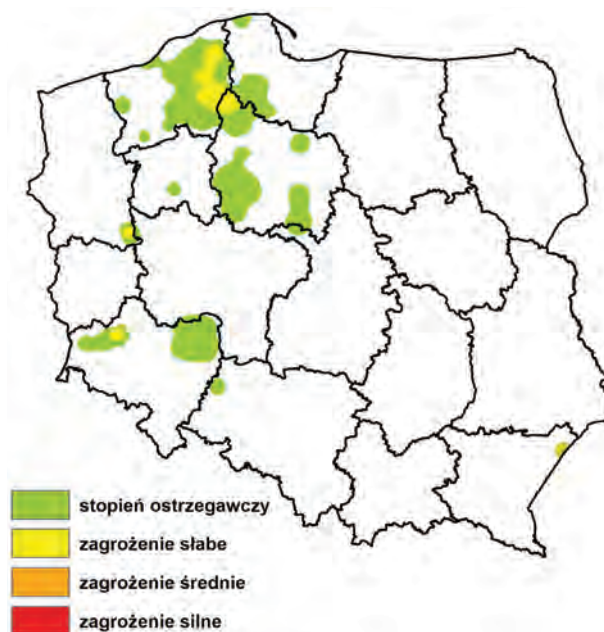 stopień ostrzegawczy
zagrożenie słabe
zagrożenie średnie
zagrożenie silne